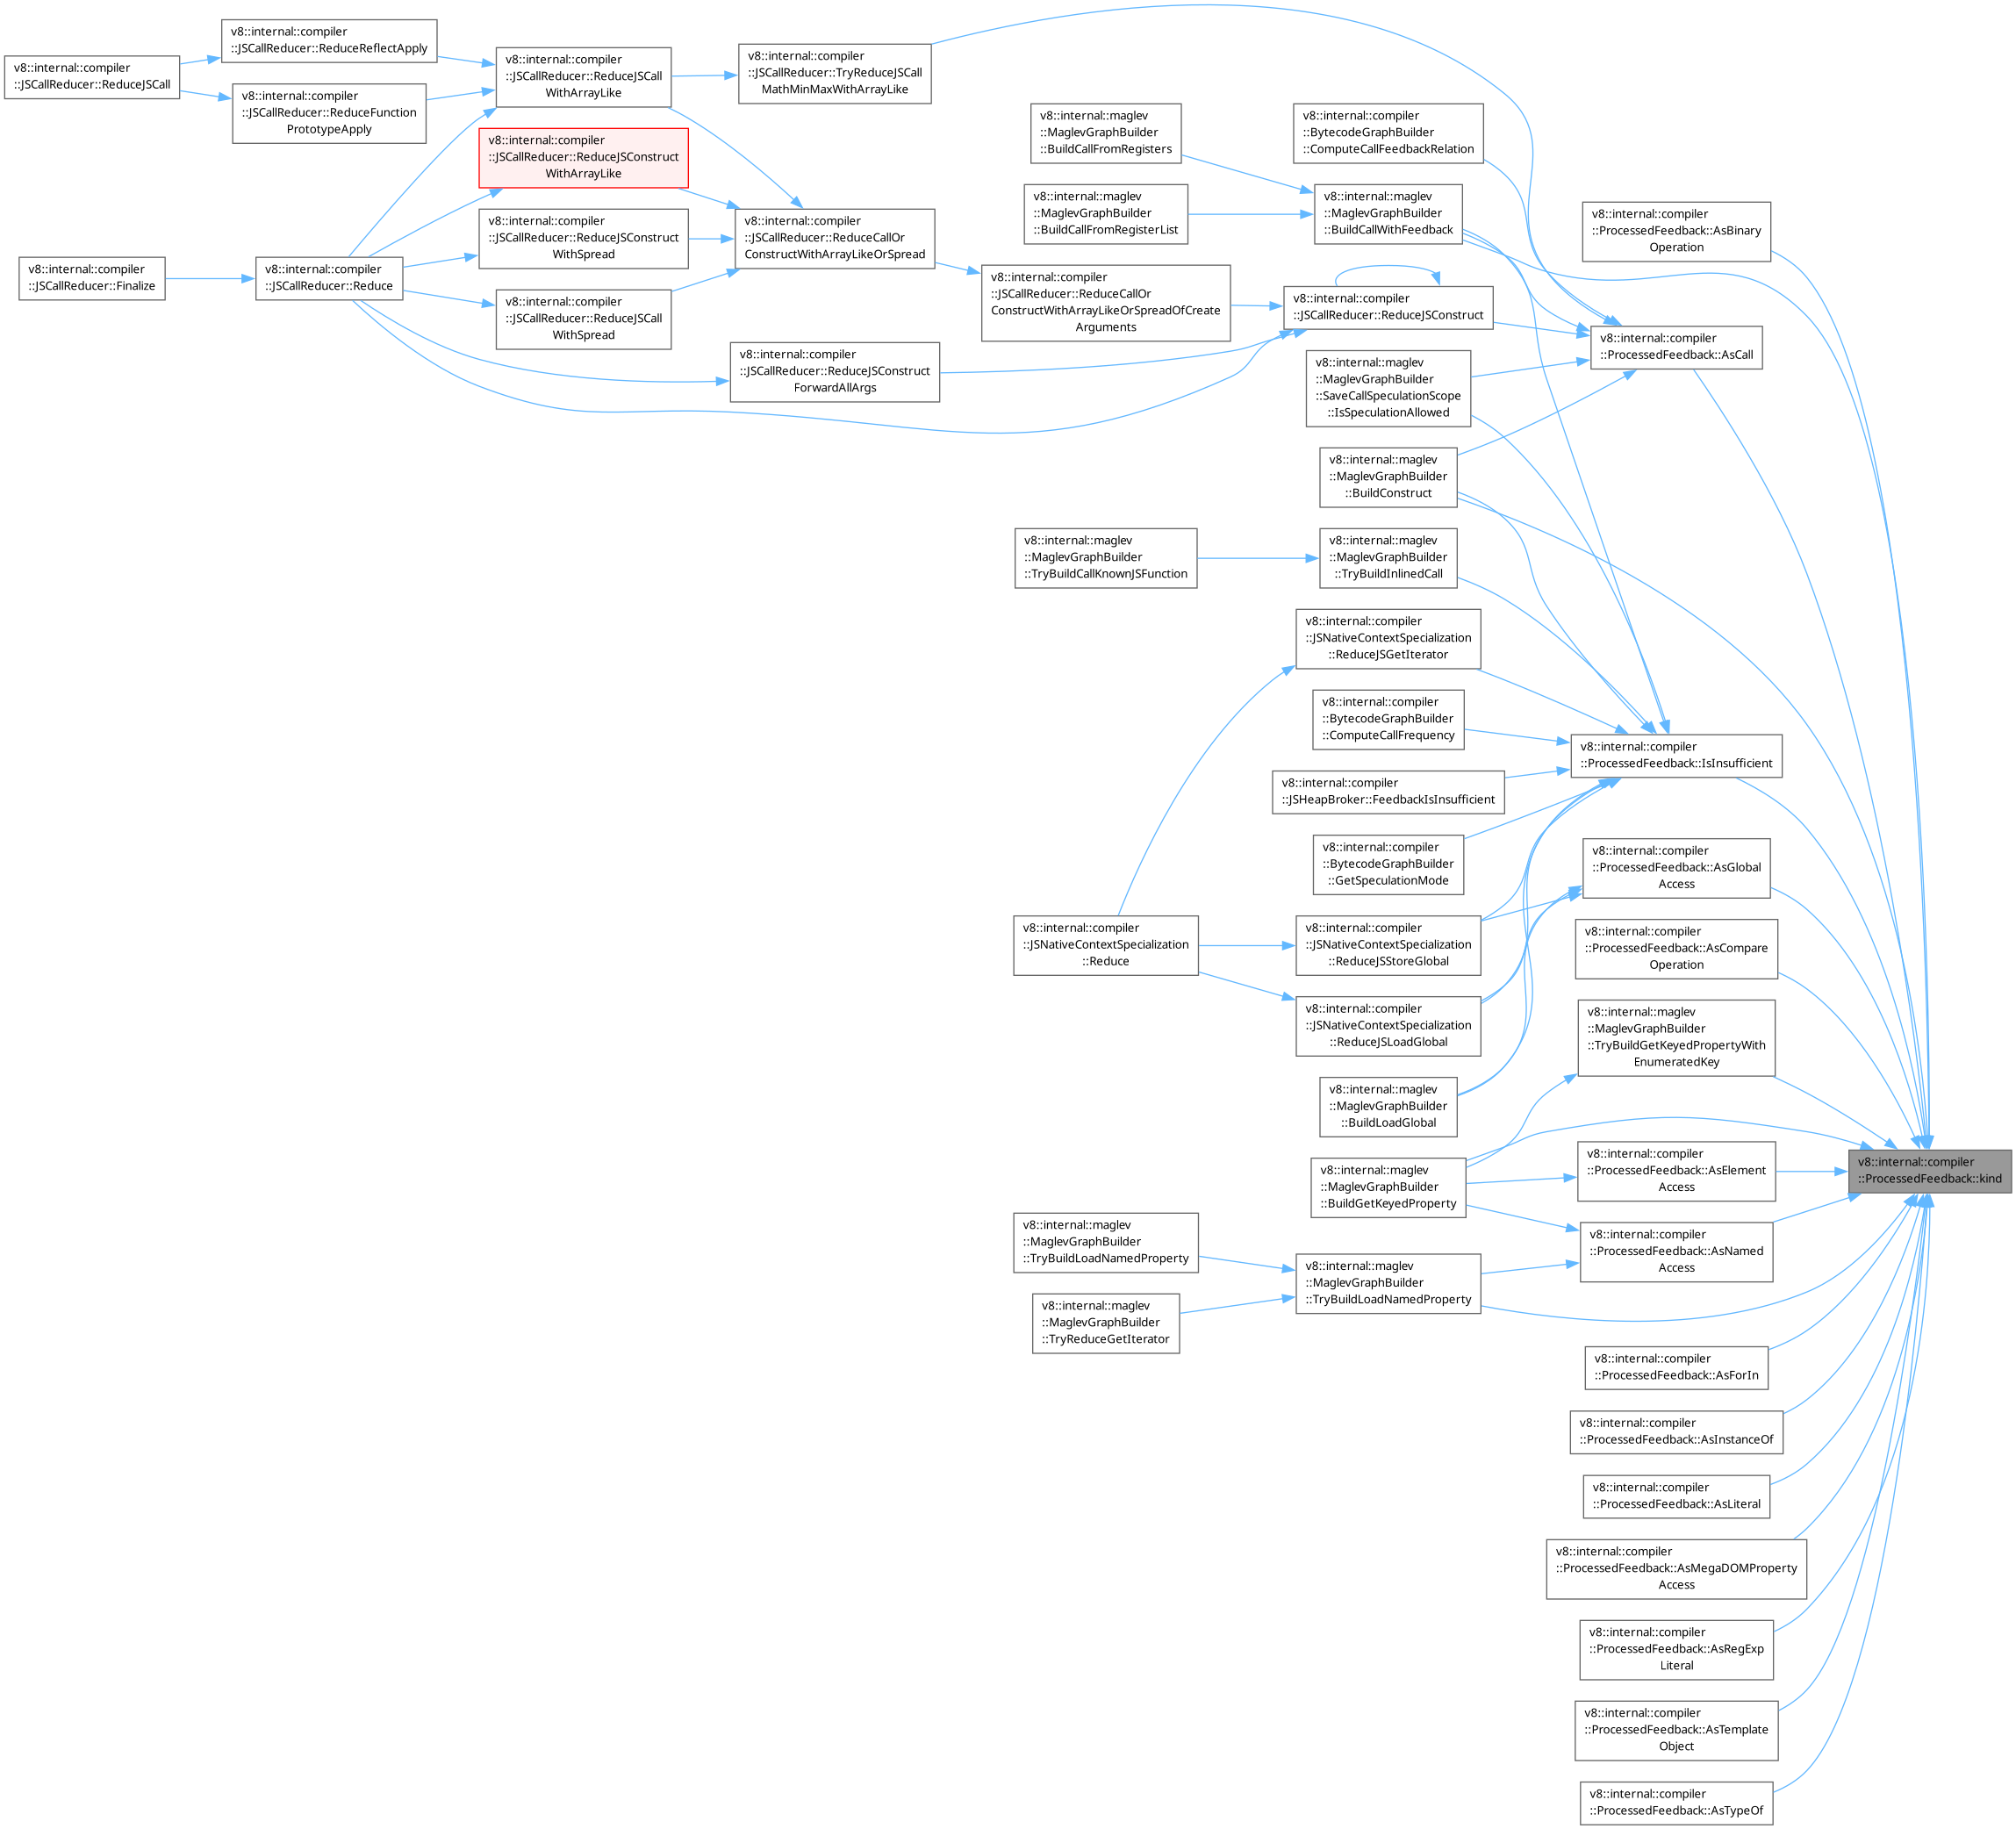 v8::internal::compiler
::JSCallReducer::ReduceJSCall
v8::internal::compiler
::JSCallReducer::ReduceReflectApply
v8::internal::compiler
::JSCallReducer::ReduceFunction
PrototypeApply
v8::internal::compiler
::JSCallReducer::ReduceJSCall
WithArrayLike
v8::internal::compiler
::JSCallReducer::TryReduceJSCall
MathMinMaxWithArrayLike
v8::internal::compiler
::JSCallReducer::ReduceJSConstruct
WithArrayLike
v8::internal::compiler
::JSCallReducer::ReduceJSConstruct
WithSpread
v8::internal::compiler
::JSCallReducer::ReduceJSCall
WithSpread
v8::internal::compiler
::JSCallReducer::Finalize
v8::internal::compiler
::JSCallReducer::Reduce
v8::internal::compiler
::JSCallReducer::ReduceCallOr
ConstructWithArrayLikeOrSpread
v8::internal::compiler
::JSCallReducer::ReduceJSConstruct
ForwardAllArgs
v8::internal::compiler
::JSCallReducer::ReduceCallOr
ConstructWithArrayLikeOrSpreadOfCreate
Arguments
v8::internal::maglev
::MaglevGraphBuilder
::BuildCallFromRegisters
v8::internal::compiler
::BytecodeGraphBuilder
::ComputeCallFeedbackRelation
v8::internal::maglev
::MaglevGraphBuilder
::BuildCallFromRegisterList
v8::internal::maglev
::MaglevGraphBuilder
::BuildCallWithFeedback
v8::internal::compiler
::ProcessedFeedback::AsBinary
Operation
v8::internal::compiler
::JSCallReducer::ReduceJSConstruct
v8::internal::compiler
::ProcessedFeedback::AsCall
v8::internal::maglev
::MaglevGraphBuilder
::SaveCallSpeculationScope
::IsSpeculationAllowed
v8::internal::maglev
::MaglevGraphBuilder
::BuildConstruct
v8::internal::maglev
::MaglevGraphBuilder
::TryBuildCallKnownJSFunction
v8::internal::maglev
::MaglevGraphBuilder
::TryBuildInlinedCall
v8::internal::compiler
::JSNativeContextSpecialization
::ReduceJSGetIterator
v8::internal::compiler
::BytecodeGraphBuilder
::ComputeCallFrequency
v8::internal::compiler
::ProcessedFeedback::IsInsufficient
v8::internal::compiler
::JSHeapBroker::FeedbackIsInsufficient
v8::internal::compiler
::BytecodeGraphBuilder
::GetSpeculationMode
v8::internal::compiler
::ProcessedFeedback::AsGlobal
Access
v8::internal::compiler
::JSNativeContextSpecialization
::Reduce
v8::internal::compiler
::JSNativeContextSpecialization
::ReduceJSStoreGlobal
v8::internal::compiler
::ProcessedFeedback::AsCompare
Operation
v8::internal::compiler
::JSNativeContextSpecialization
::ReduceJSLoadGlobal
v8::internal::maglev
::MaglevGraphBuilder
::TryBuildGetKeyedPropertyWith
EnumeratedKey
v8::internal::maglev
::MaglevGraphBuilder
::BuildLoadGlobal
v8::internal::maglev
::MaglevGraphBuilder
::BuildGetKeyedProperty
v8::internal::compiler
::ProcessedFeedback::AsElement
Access
v8::internal::compiler
::ProcessedFeedback::kind
v8::internal::maglev
::MaglevGraphBuilder
::TryBuildLoadNamedProperty
v8::internal::compiler
::ProcessedFeedback::AsNamed
Access
v8::internal::maglev
::MaglevGraphBuilder
::TryBuildLoadNamedProperty
v8::internal::maglev
::MaglevGraphBuilder
::TryReduceGetIterator
v8::internal::compiler
::ProcessedFeedback::AsForIn
v8::internal::compiler
::ProcessedFeedback::AsInstanceOf
v8::internal::compiler
::ProcessedFeedback::AsLiteral
v8::internal::compiler
::ProcessedFeedback::AsMegaDOMProperty
Access
v8::internal::compiler
::ProcessedFeedback::AsRegExp
Literal
v8::internal::compiler
::ProcessedFeedback::AsTemplate
Object
v8::internal::compiler
::ProcessedFeedback::AsTypeOf